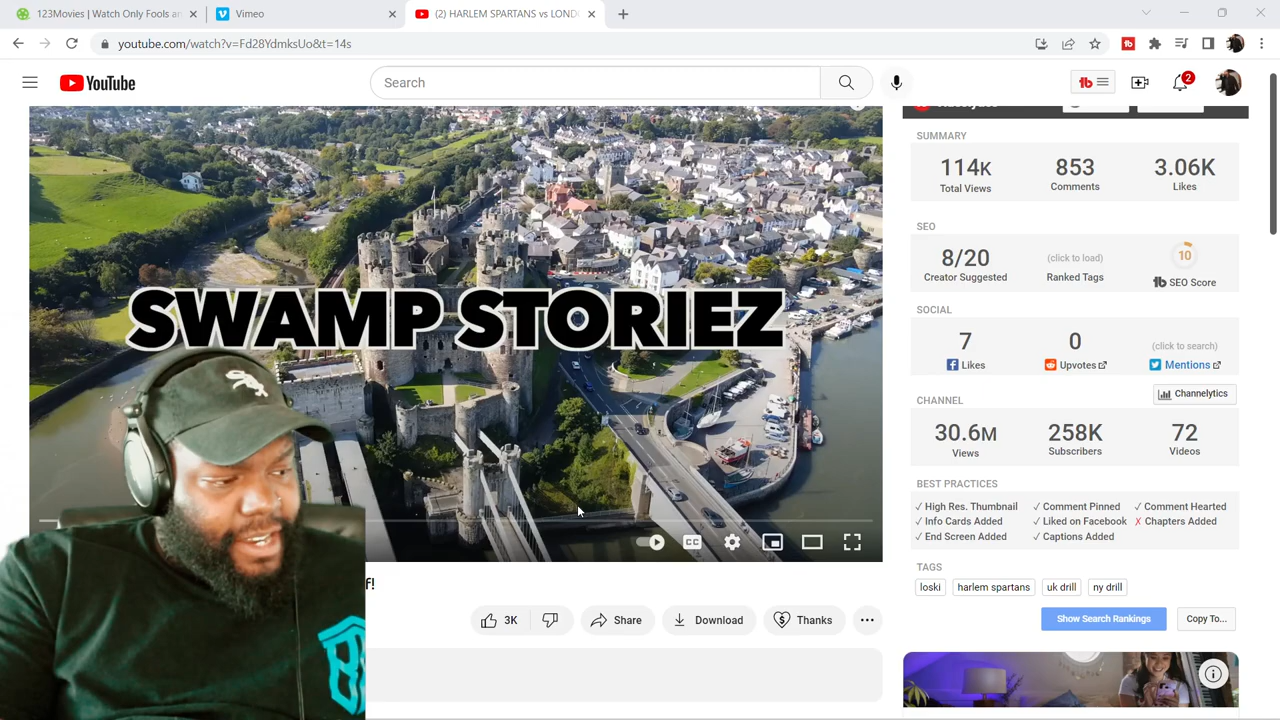 123Movies | Watch Only Fools an
Vimeo
(2) HARLEM SPARTANS vs LOND
youtube.com/watch?v=Fd28YdmksUo&t=14s
YouTube
Search
tb
2
SWAMP STORIEZ
CC
f!
3K
Share
Download
Thanks
SUMMARY
114K
853
3.06K
Total Views
Comments
Likes
SEO
8/20
(click to load)
10
Creator Suggested
Ranked Tags
tb SEO Score
SOCIAL
7
0
(click to search)
Likes
Upvotes
Mentions
CHANNEL
Channelytics
30.6M
258K
72
Views
Subscribers
Videos
BEST PRACTICES
✓ High Res. Thumbnail
✓ Comment Pinned
✓ Comment Hearted
✓ Info Cards Added
✓ Liked on Facebook
X Chapters Added
✓ End Screen Added
✓ Captions Added
TAGS
loski
harlem spartans
uk drill
ny drill
Show Search Rankings
Copy To...